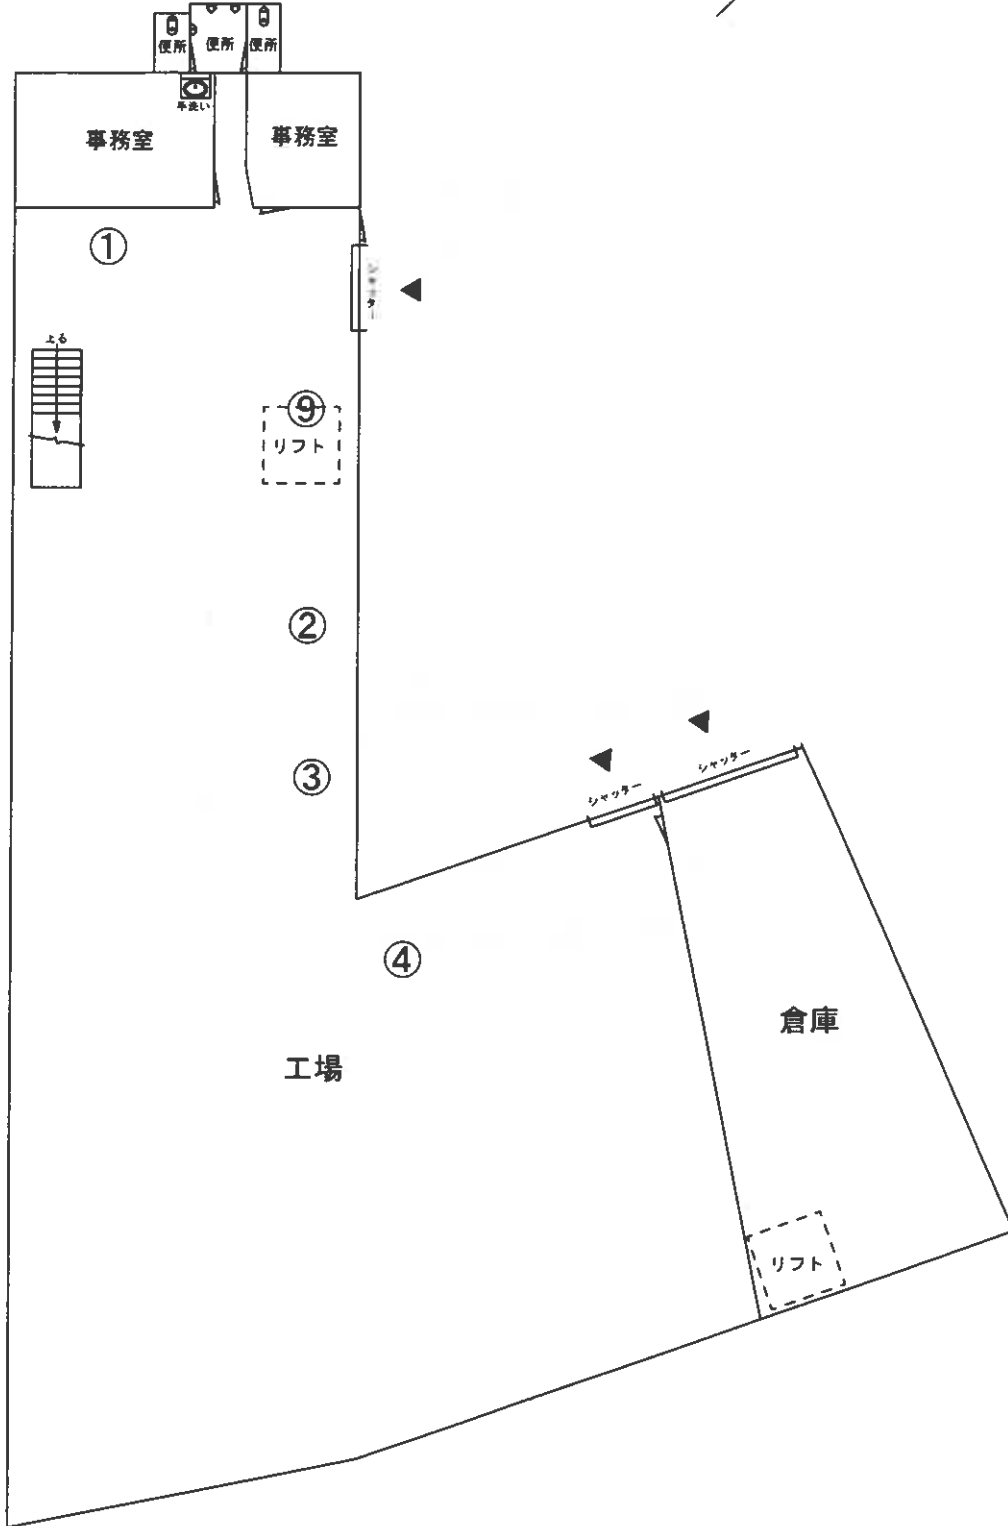 便所
便所
便所
手洗い
事務室
事務室
①
シャッター
上る
⑨
リフト
②
③
シャッター
シャッター
④
倉庫
工場
リフト